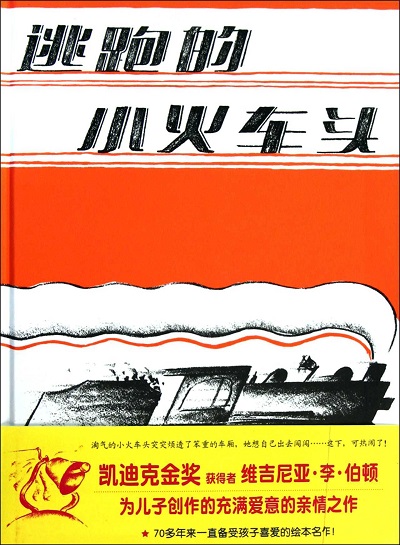 逃跑的
小火车头
淘气的小火车头突突烦透了笨重的车厢，她想自己出去闯闯……这下，可热闹了！
凯迪克金奖 获得者 维吉尼亚·李·伯顿
为儿子创作的充满爱意的亲情之作
★ 70多年来一直备受孩子喜爱的绘本名作！